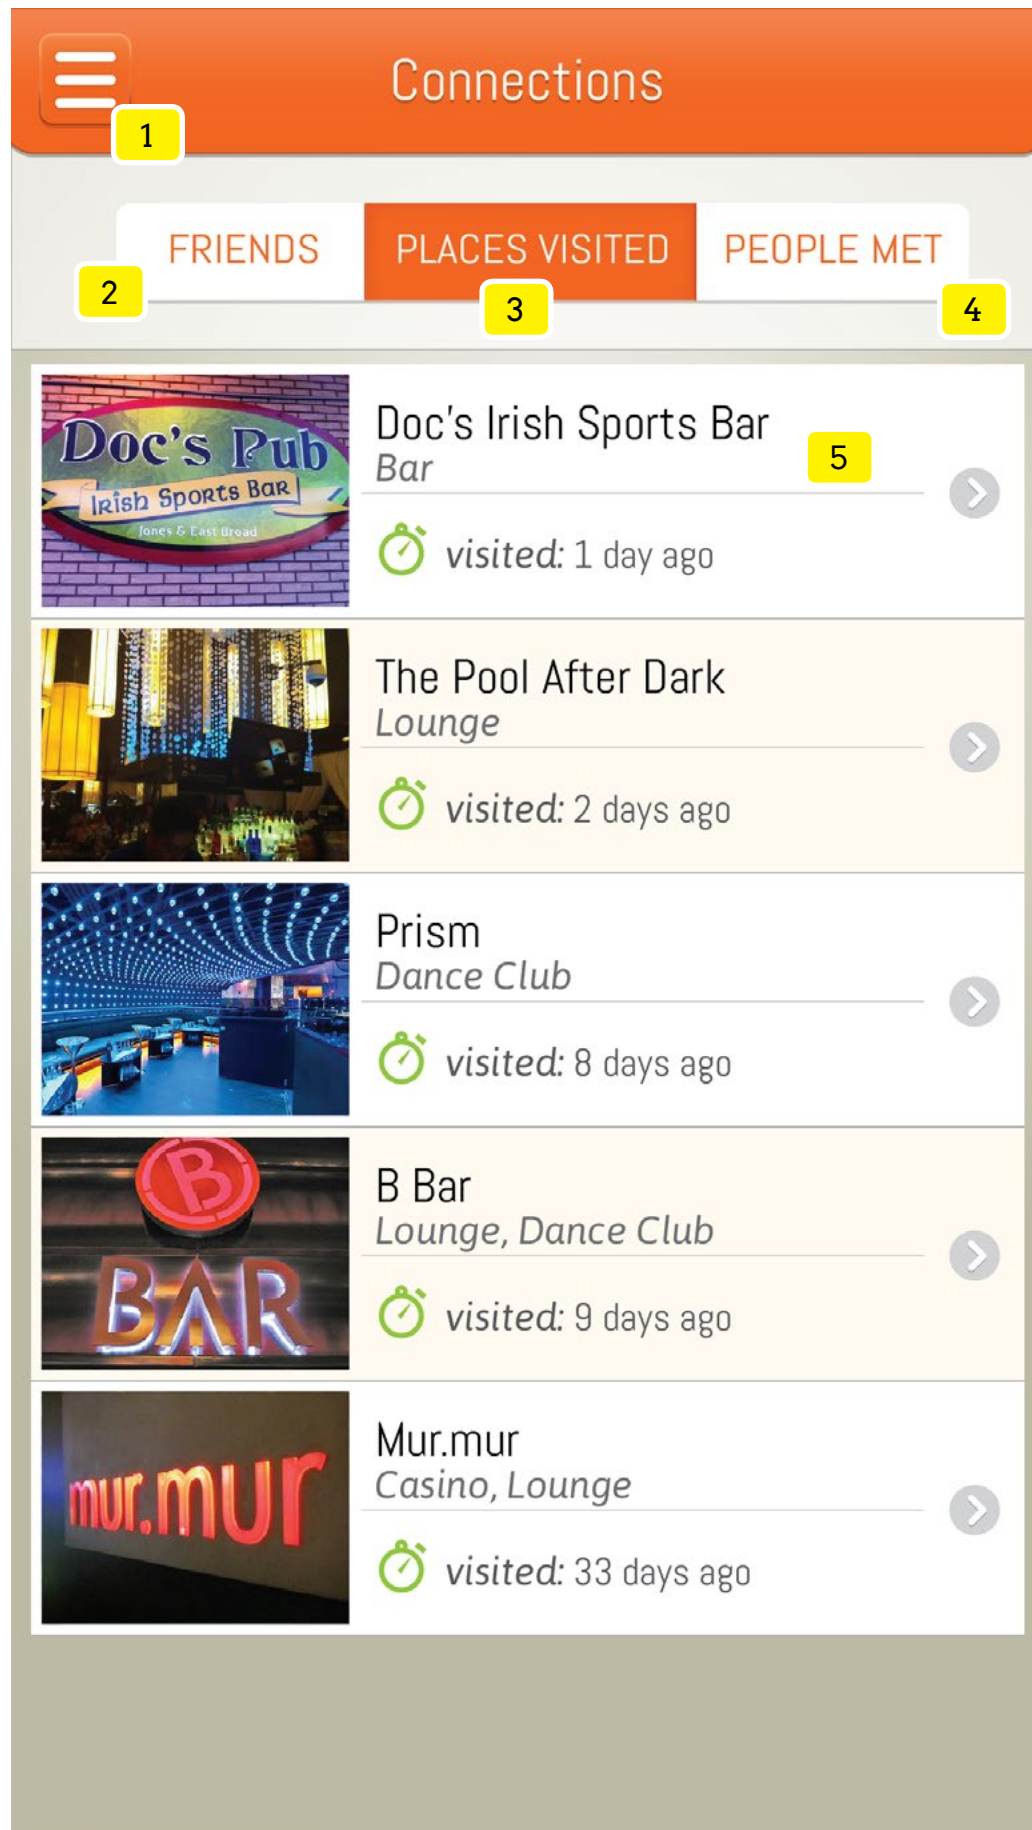 Connections
1
FRIENDS
PLACES VISITED
PEOPLE MET
2
3
4
Doc's Pub
Irish Sports Bar
Jones & East Broad
Doc's Irish Sports Bar
Bar
5
visited: 1 day ago
The Pool After Dark
Lounge
visited: 2 days ago
Prism
Dance Club
visited: 8 days ago
B
BAR
B Bar
Lounge, Dance Club
visited: 9 days ago
mur.mur
Mur.mur
Casino, Lounge
visited: 33 days ago